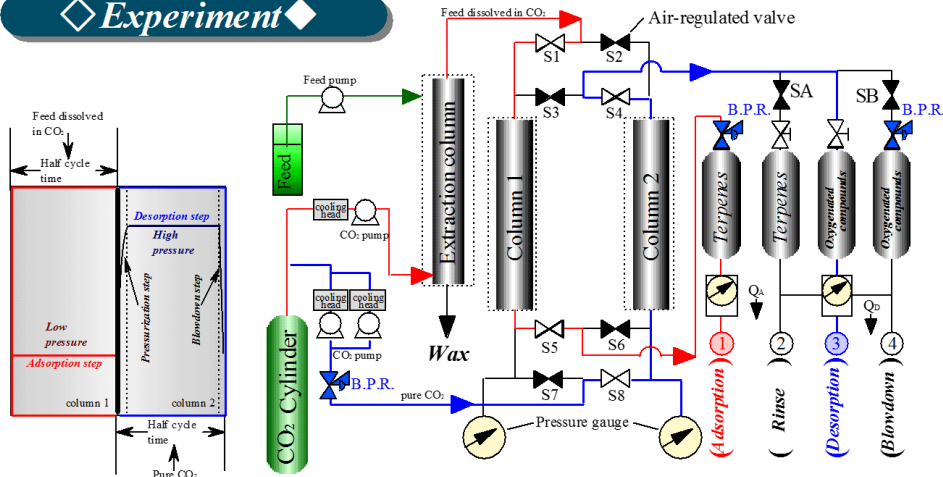 Experiment
Feed dissolved in CO₂
Air-regulated valve
S1
S2
Feed pump
SA
SB
S3
S4
B.P.R.
B.P.R.
Feed dissolved
in CO₂
Half cycle
time
Feed
Extraction column
Column 1
Column 2
Terpenes
Terpenes
Oxygenated
compounds
Oxygenated
compounds
cooling
head
CO₂ pump
Desorption step
High
pressure
Pressurization step
Blowdown step
cooling
head
cooling
head
Low
pressure
Adsorption step
CO₂ pump
Wax
S5
S6
QA
QD
1
2
3
4
CO₂ Cylinder
B.P.R.
S7
S8
pure CO₂
column 1
column 2
Half cycle
time
Pure CO₂
Pressure gauge
(Adsorption)
(Rinse)
(Desorption)
(Blowdown)